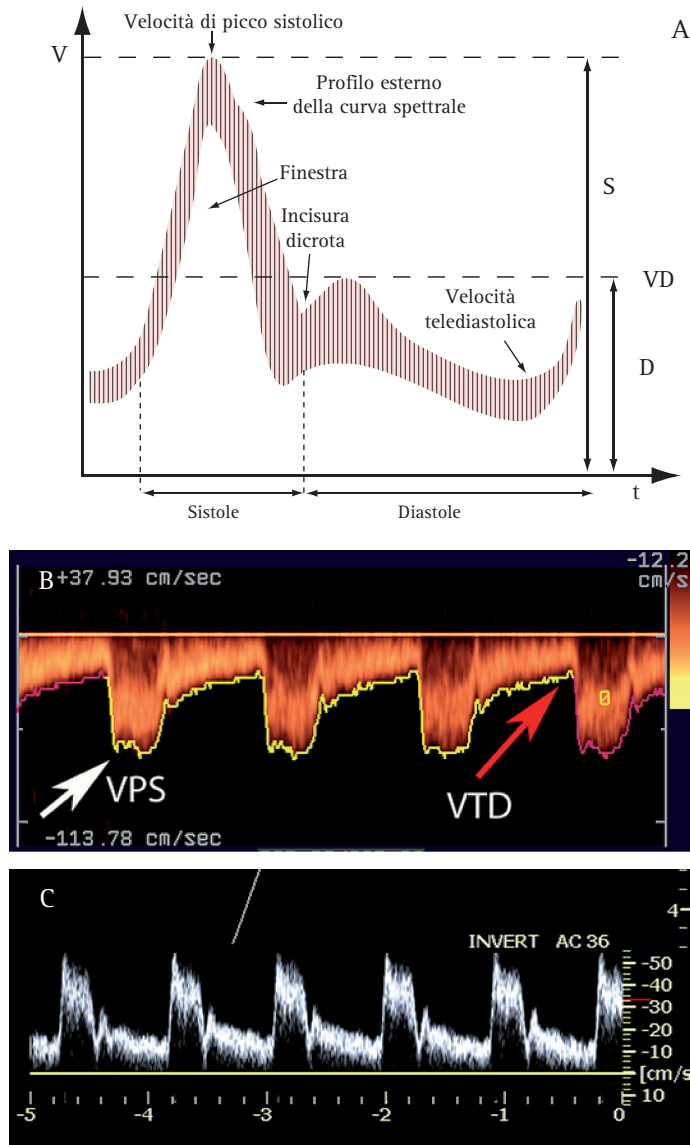 Velocità di picco sistolico
A
V
Profilo esterno
della curva spettrale
Finestra
S
Incisura
dicrota
VD
Velocità
telediastolica
D
t
Sistole
Diastole
B
+37.93 cm/sec
-12.2
cm/s
0
VPS
VTD
-113.78 cm/sec
C
4
INVERT AC 36
-50
-40
-30
-20
-10
[cm/s
10
-5
-4
-3
-2
-1
0